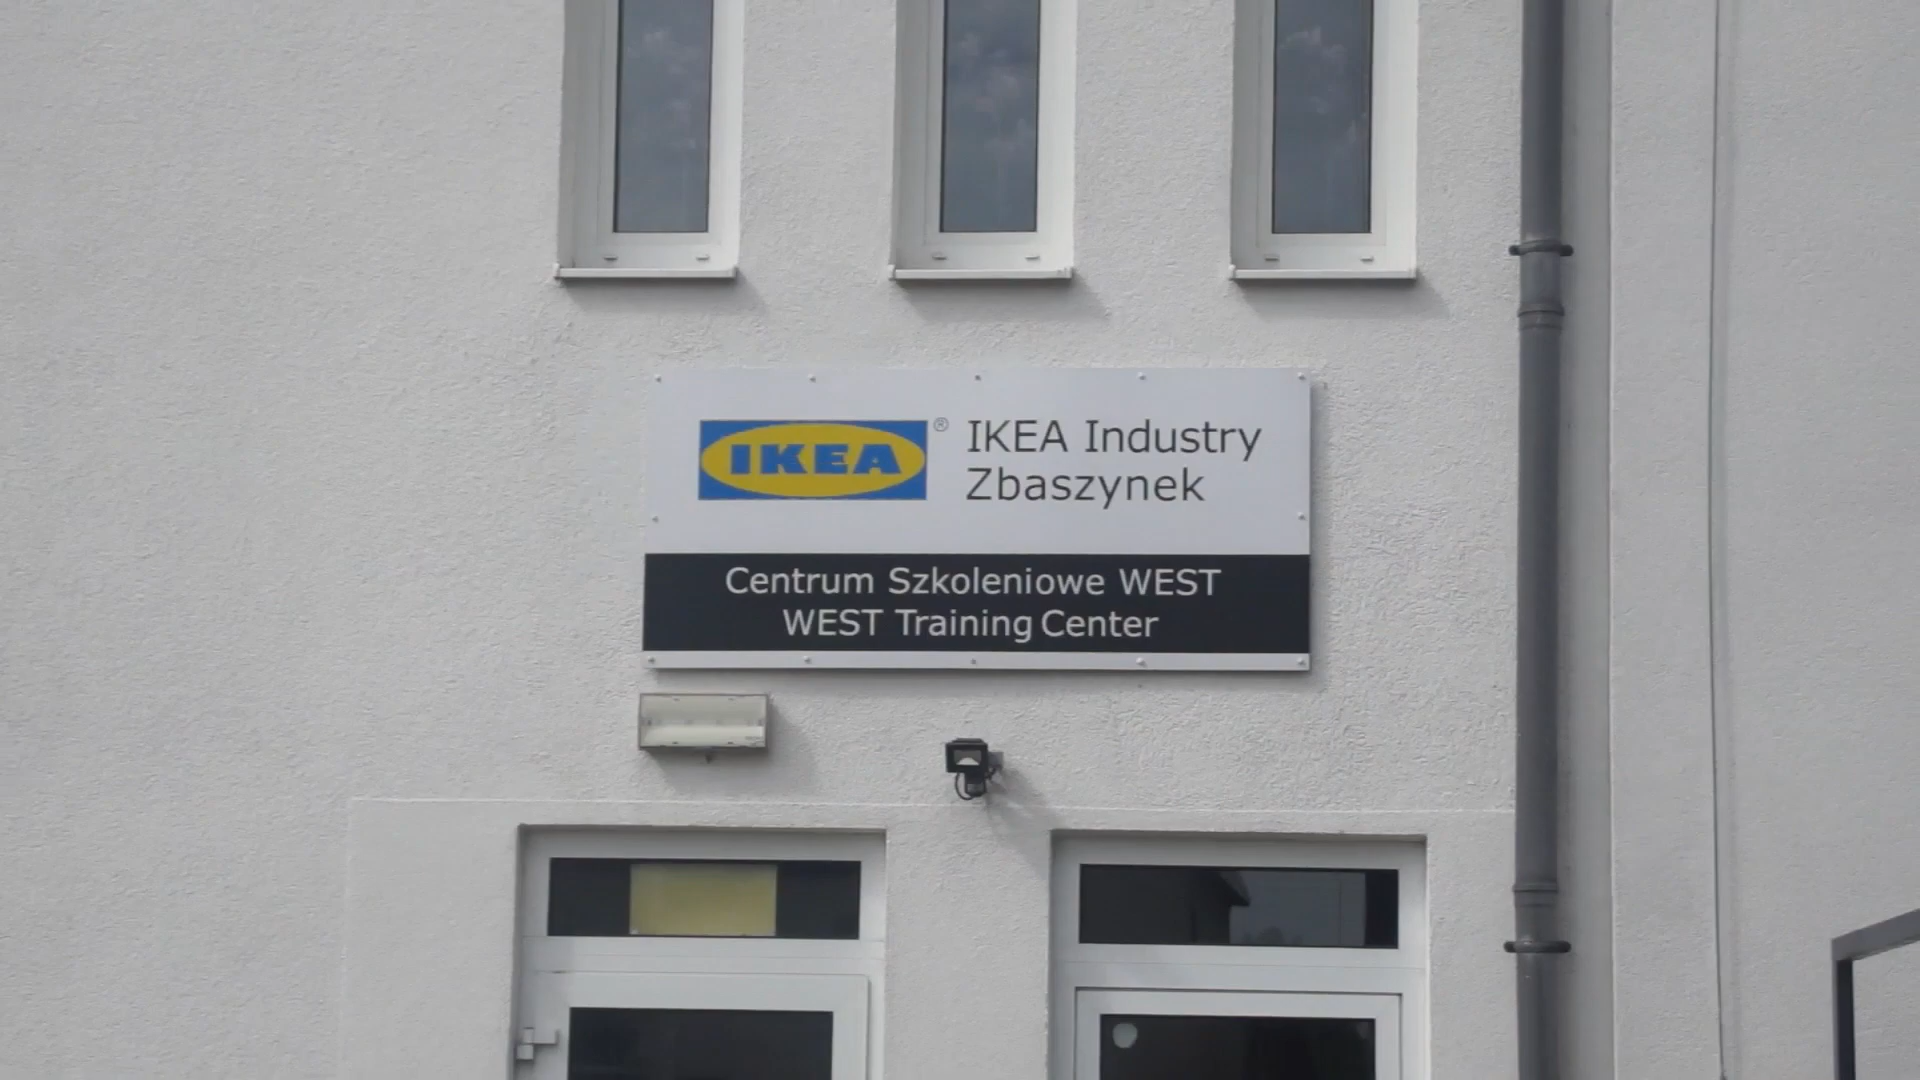 IKEA ® IKEA Industry
Zbaszynek
Centrum Szkoleniowe WEST
WEST Training Center